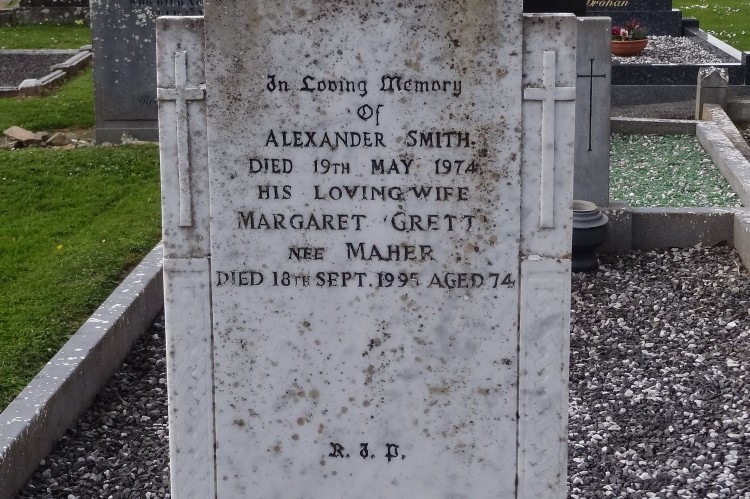 Drohan
In Loving Memory
Of
ALEXANDER SMITH.
DIED 19TH MAY 1974.
HIS LOVING WIFE
MARGARET 'GRETT'
NEE MAHER
DIED 18TH SEPT. 1995 AGED 74
R.I.P.